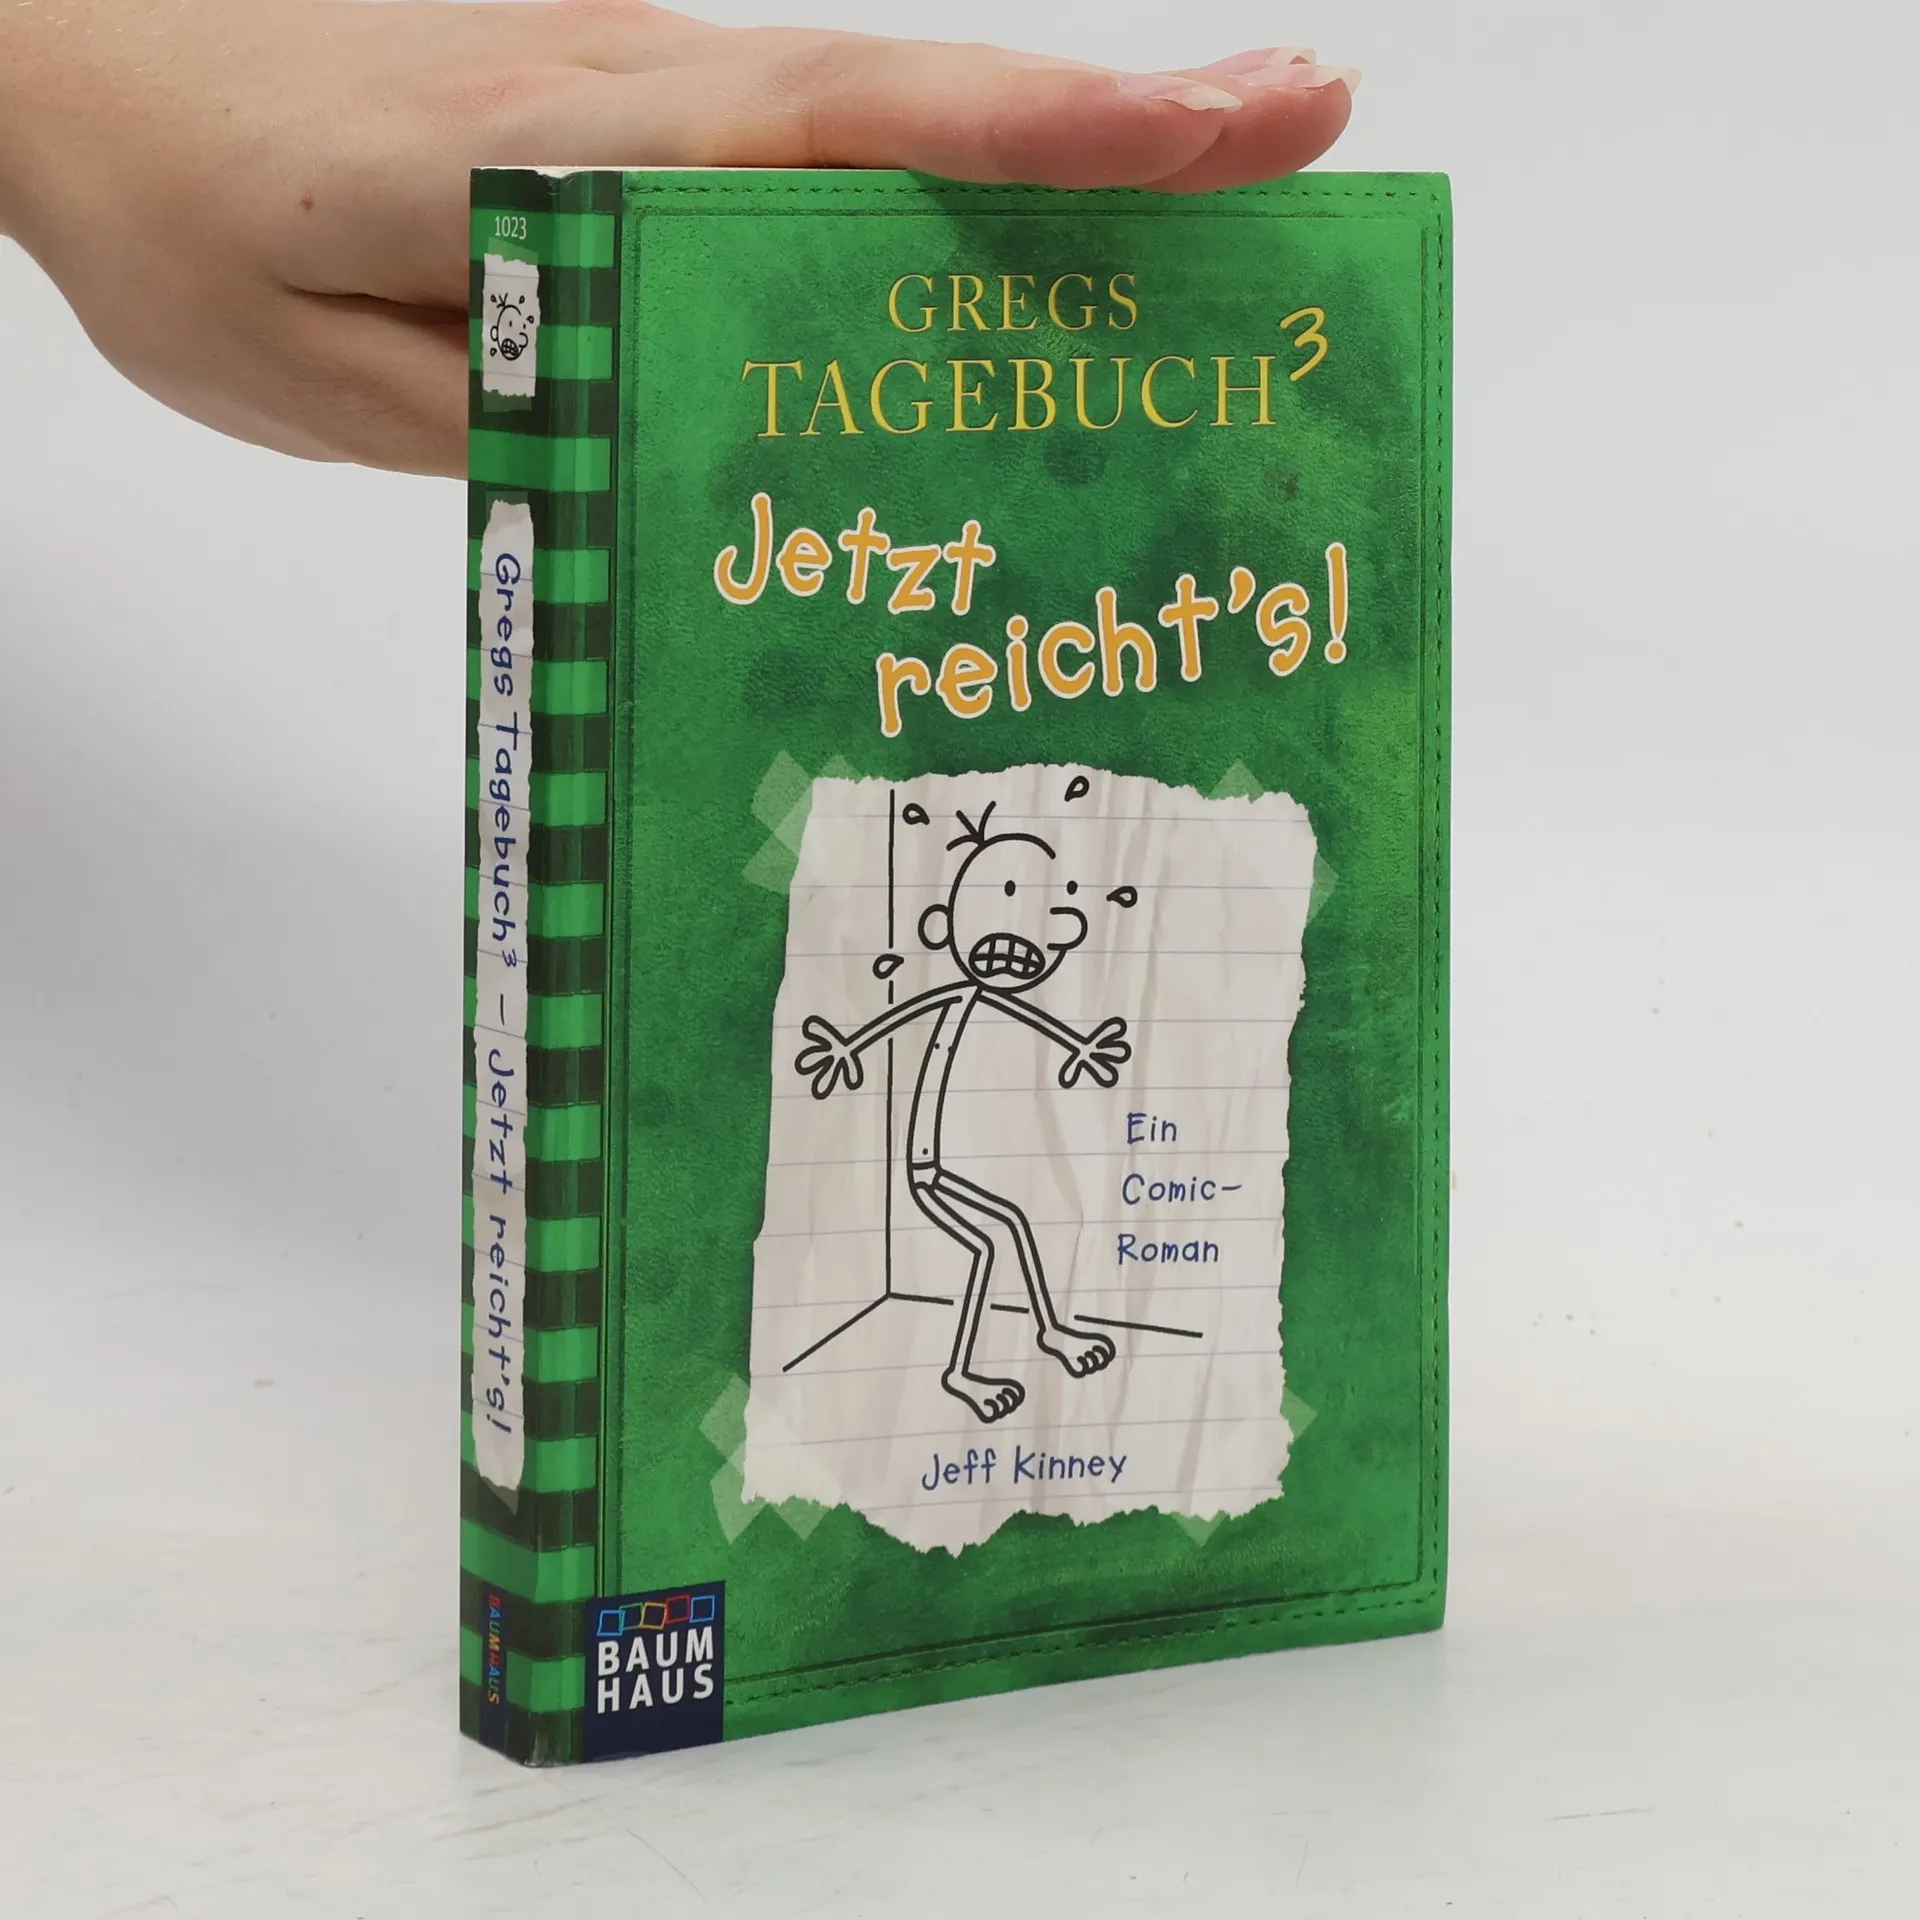 1023
Gregs Tagebuch³ – Jetzt reicht's!
BAUMHAUS
GREGS
TAGEBUCH³
Jetzt
reicht's!
Ein
Comic-
Roman
Jeff Kinney
BAUM
HAUS